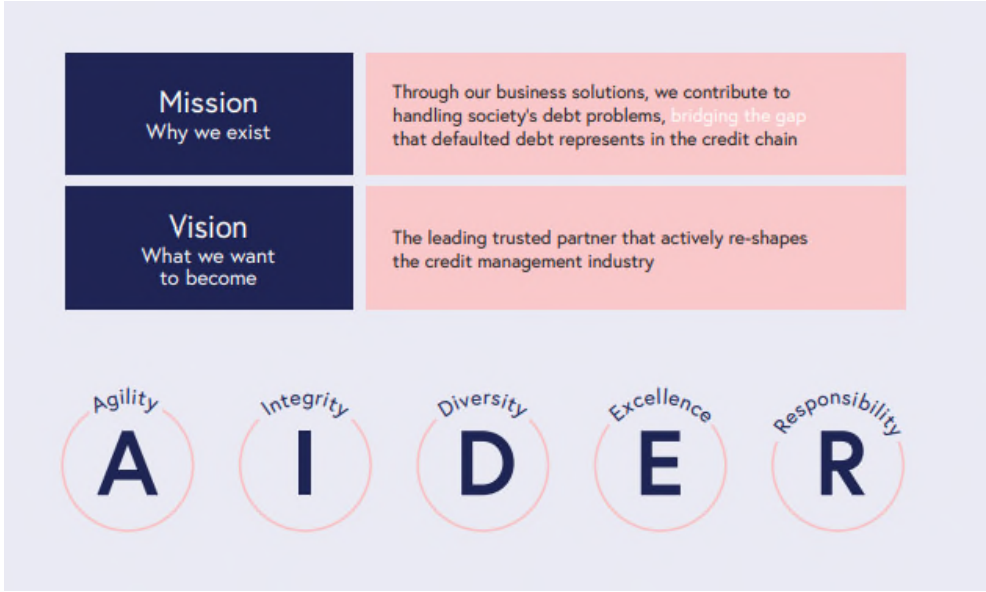 Mission
Why we exist
Through our business solutions, we contribute to
handling society's debt problems, bridging the gap
that defaulted debt represents in the credit chain
Vision
What we want
to become
The leading trusted partner that actively re-shapes
the credit management industry
Agility
A
Integrity
I
Diversity
D
Excellence
E
Responsibility
R